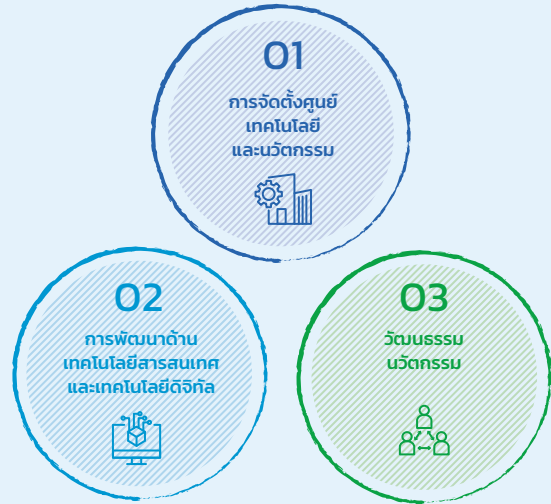 01
การจัดตั้งศูนย์
เทคโนโลยี
และนวัตกรรม
02
การพัฒนาด้าน
เทคโนโลยีสารสนเทศ
และเทคโนโลยีดิจิทัล
03
วัฒนธรรม
นวัตกรรม